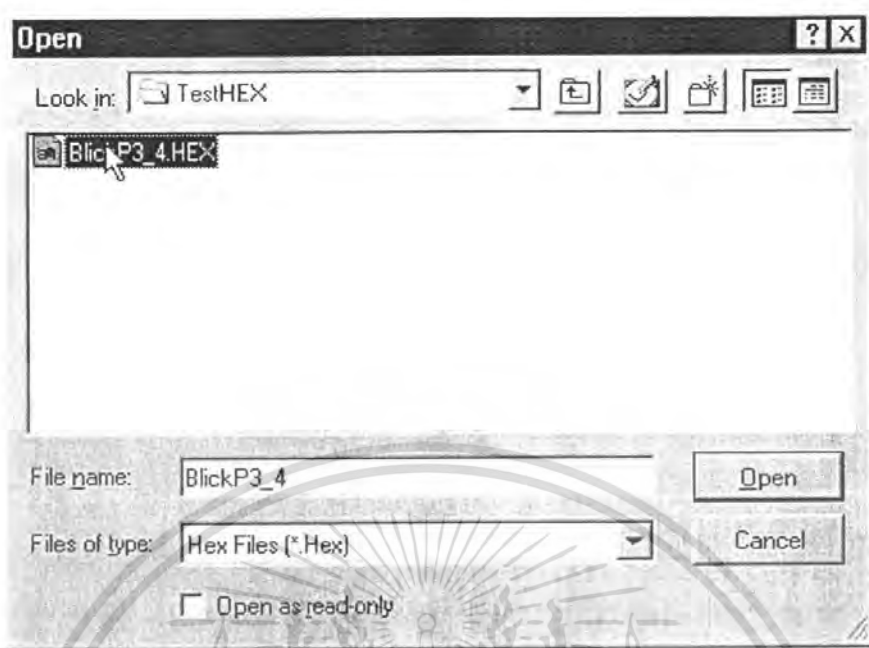 Open
Look in: TestHEX
BlickP3_4.HEX
File name: BlickP3_4 Open
Files of type: Hex Files (*.Hex) Cancel
Open as read-only